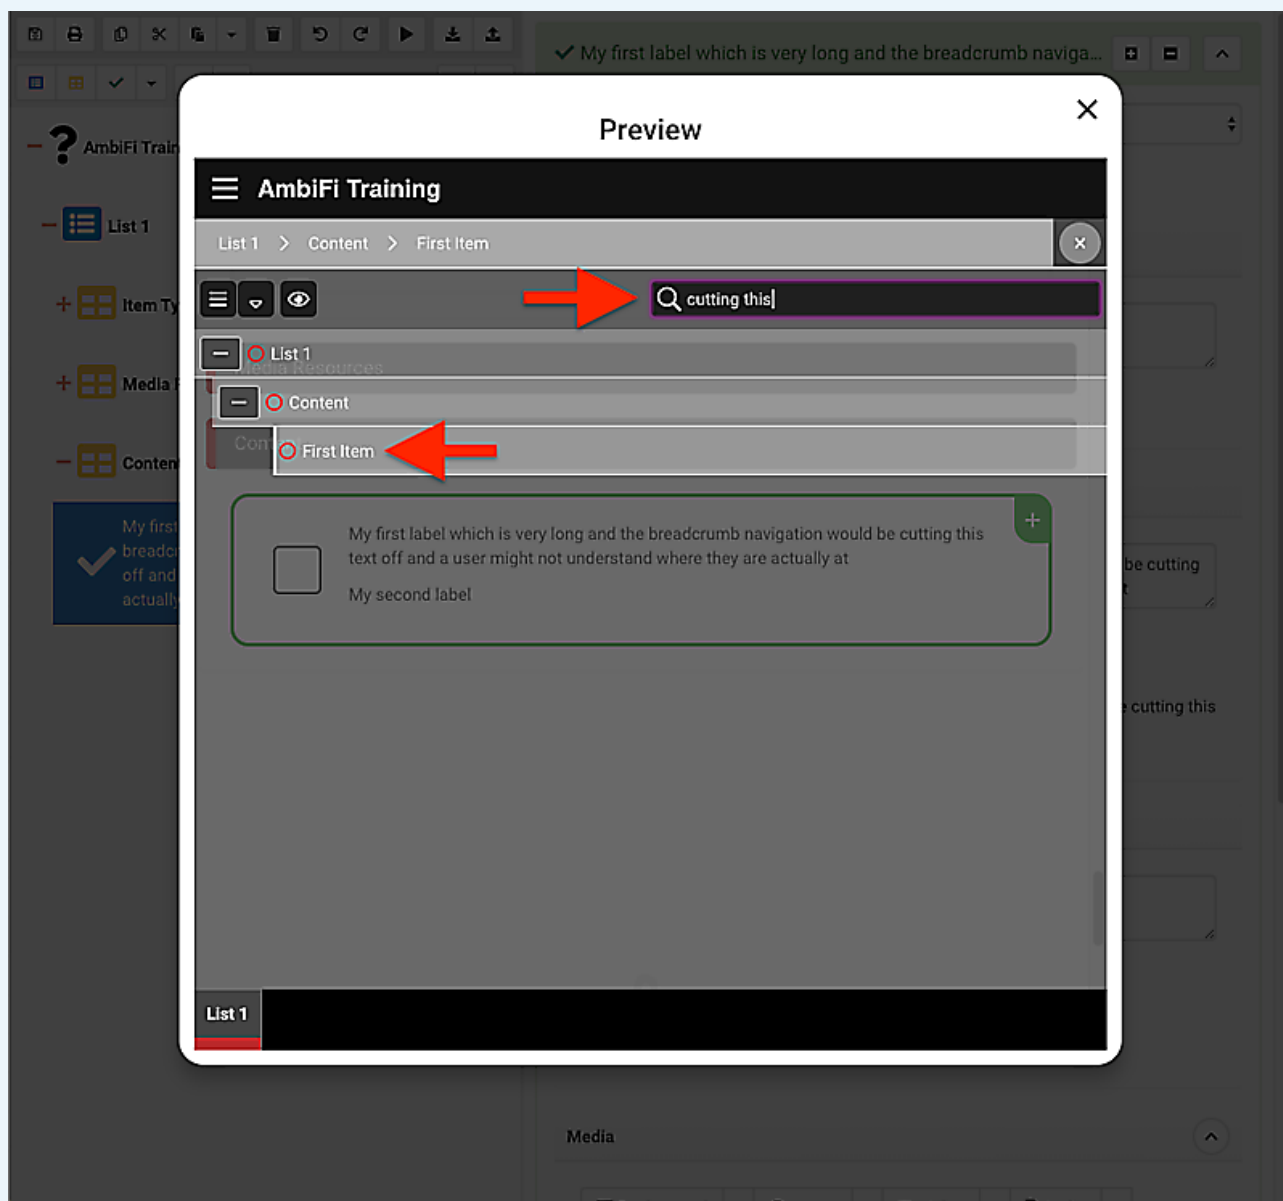 My first label which is very long and the breadcrumb naviga...
Preview
AmbiFi Train
AmbiFi Training
List 1
List 1 > Content > First Item
Item Ty
cutting this
List 1
Media Resources
Media
Content
First Item
Conten
My first
breadc
off and
actually
My first label which is very long and the breadcrumb navigation would be cutting this
text off and a user might not understand where they are actually at
My second label
be cutting
t
cutting this
List 1
Media